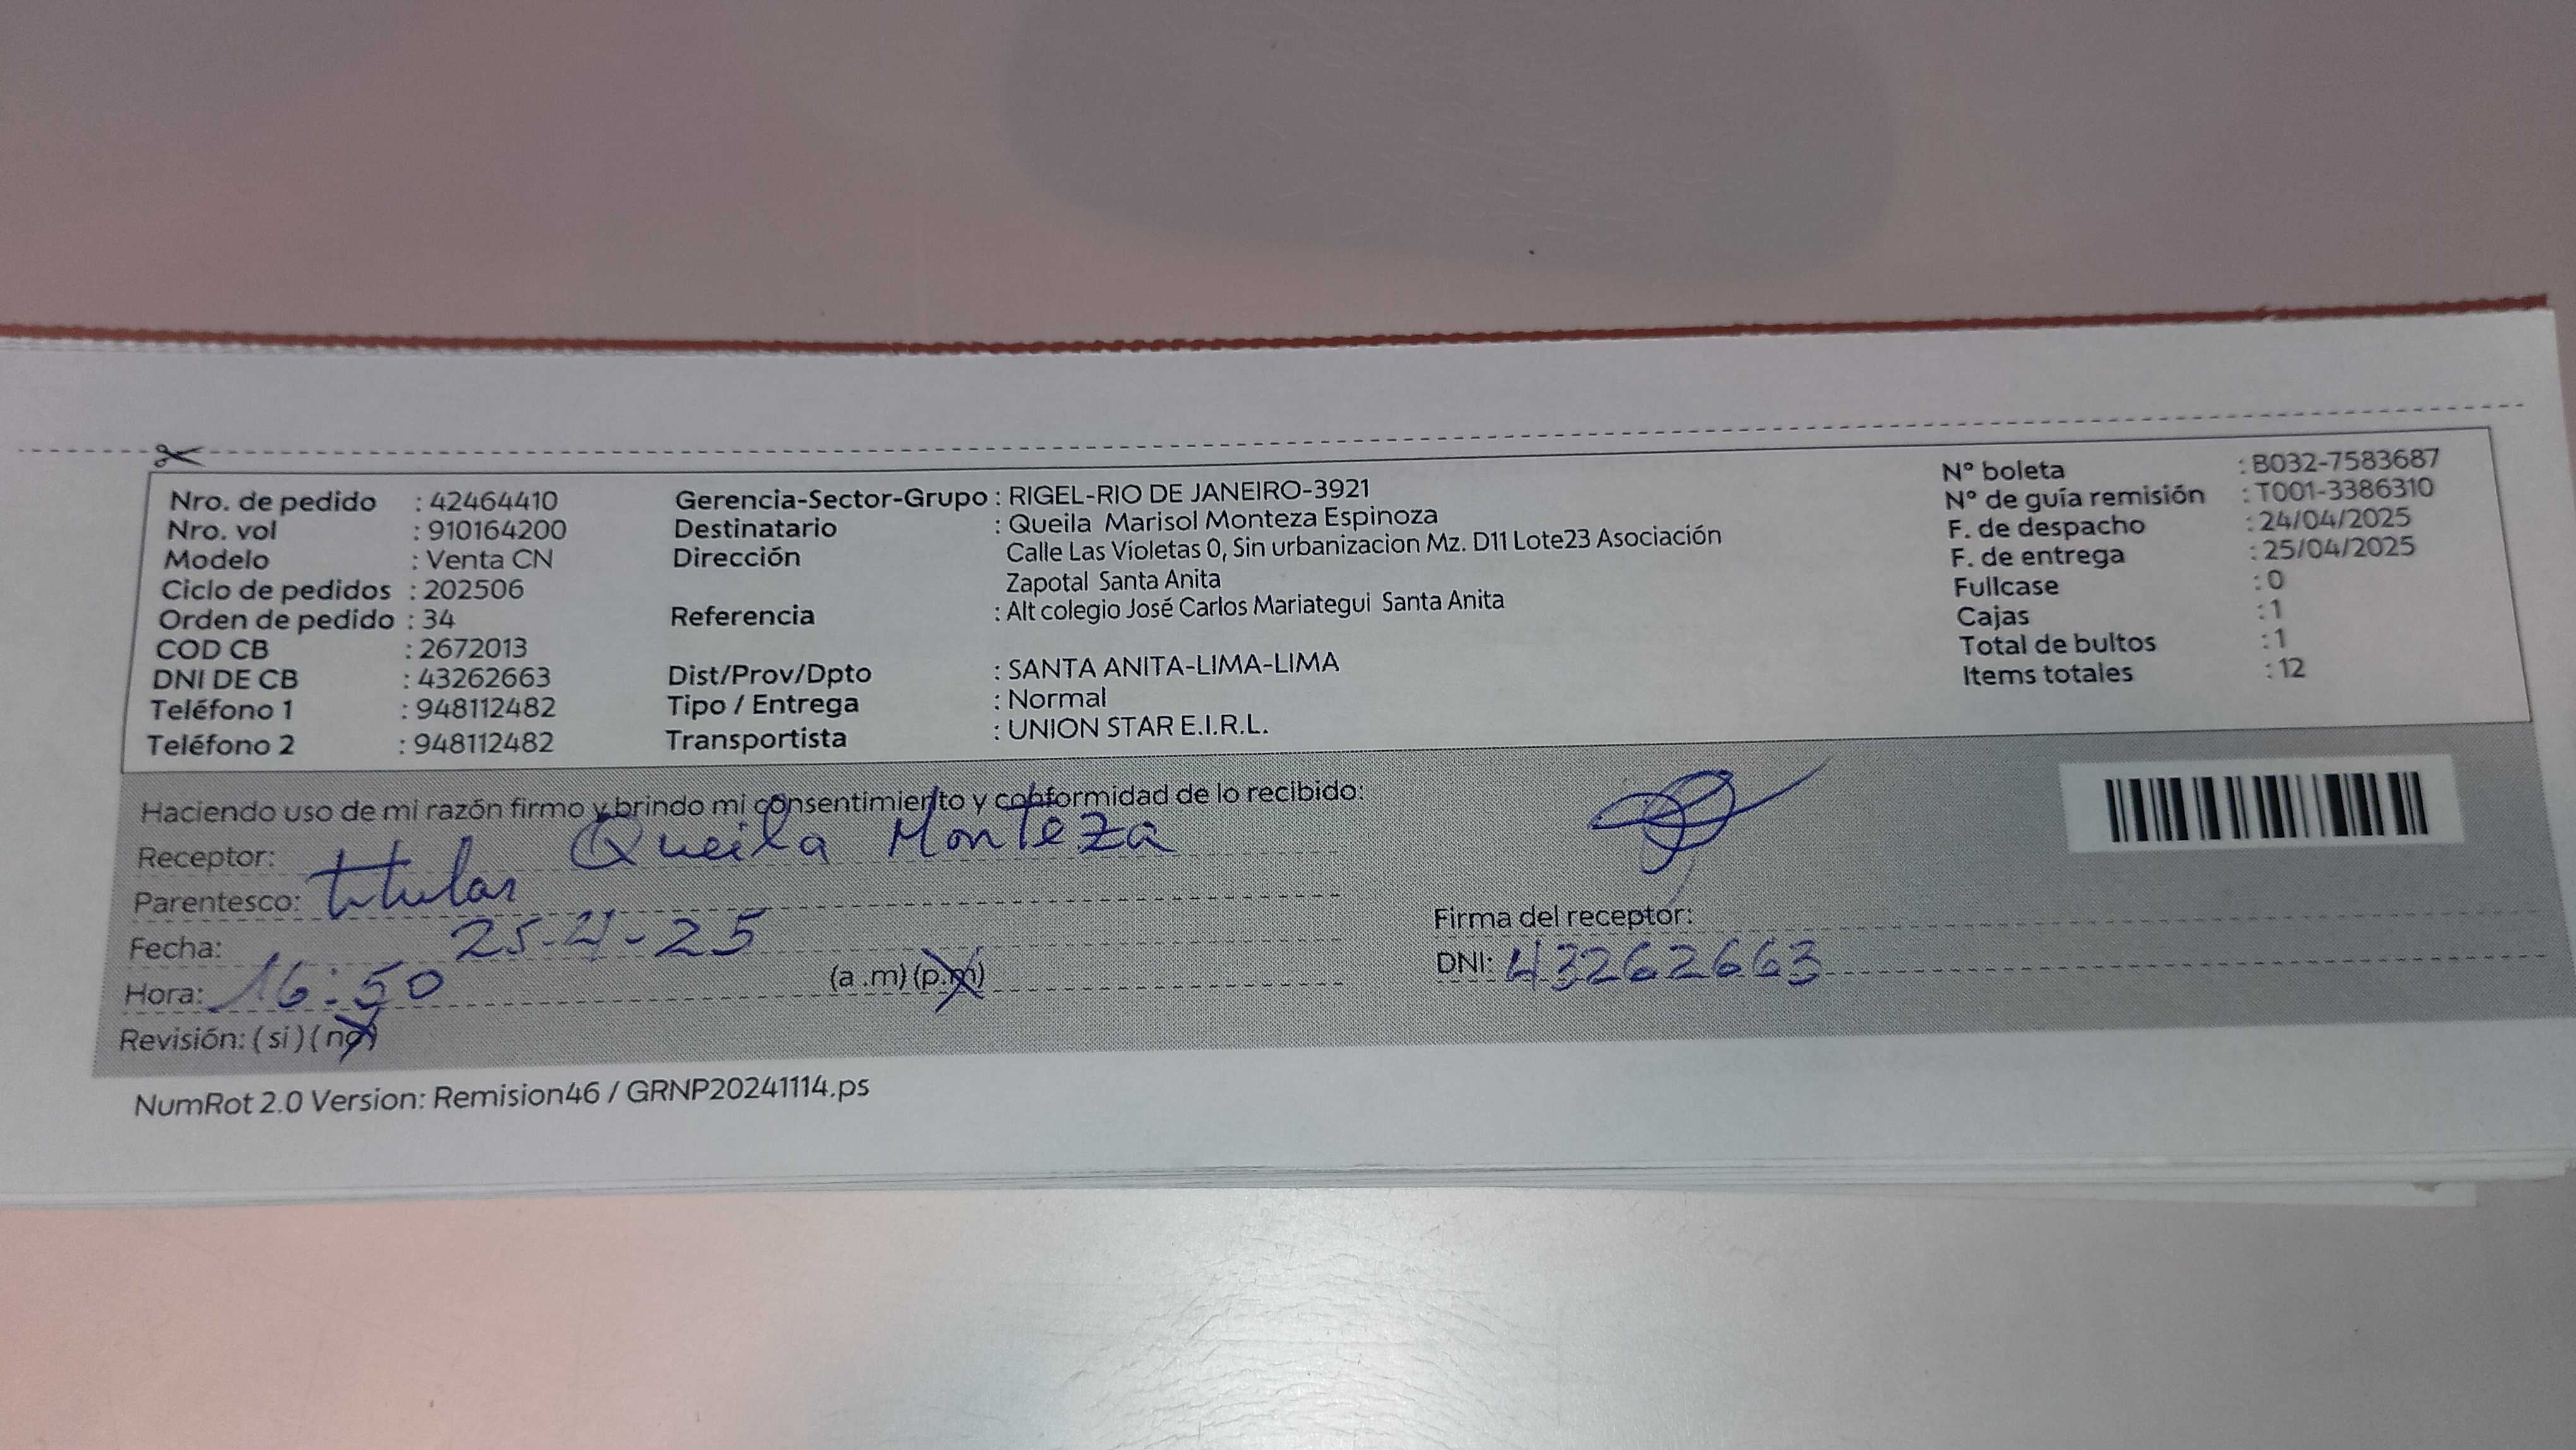 Nro. de pedido : 42464410
Nro. vol : 910164200
Modelo : Venta CN
Ciclo de pedidos : 202506
Orden de pedido : 34
COD CB : 2672013
DNI DE CB : 43262663
Teléfono 1 : 948112482
Teléfono 2 : 948112482
Gerencia-Sector-Grupo : RIGEL-RIO DE JANEIRO-3921
Destinatario : Queila Marisol Monteza Espinoza
Dirección Calle Las Violetas 0, Sin urbanizacion Mz. D11 Lote23 Asociación
Zapotal Santa Anita
Referencia : Alt colegio José Carlos Mariategui Santa Anita
Dist/Prov/Dpto : SANTA ANITA-LIMA-LIMA
Tipo / Entrega : Normal
Transportista : UNION STAR E.I.R.L.
N° boleta : B032-7583687
N° de guía remisión : T001-3386310
F. de despacho : 24/04/2025
F. de entrega : 25/04/2025
Fullcase : 0
Cajas : 1
Total de bultos : 1
Items totales : 12
Haciendo uso de mi razón firmo y brindo mi consentimiento y conformidad de lo recibido:
Receptor: Queila Monteza
Parentesco: titular
Fecha: 25-4-25
Hora: 16:50 (a .m) (p.m)
Revisión: ( si ) ( no )
Firma del receptor:
DNI: 43262663
NumRot 2.0 Version: Remision46 / GRNP20241114.ps